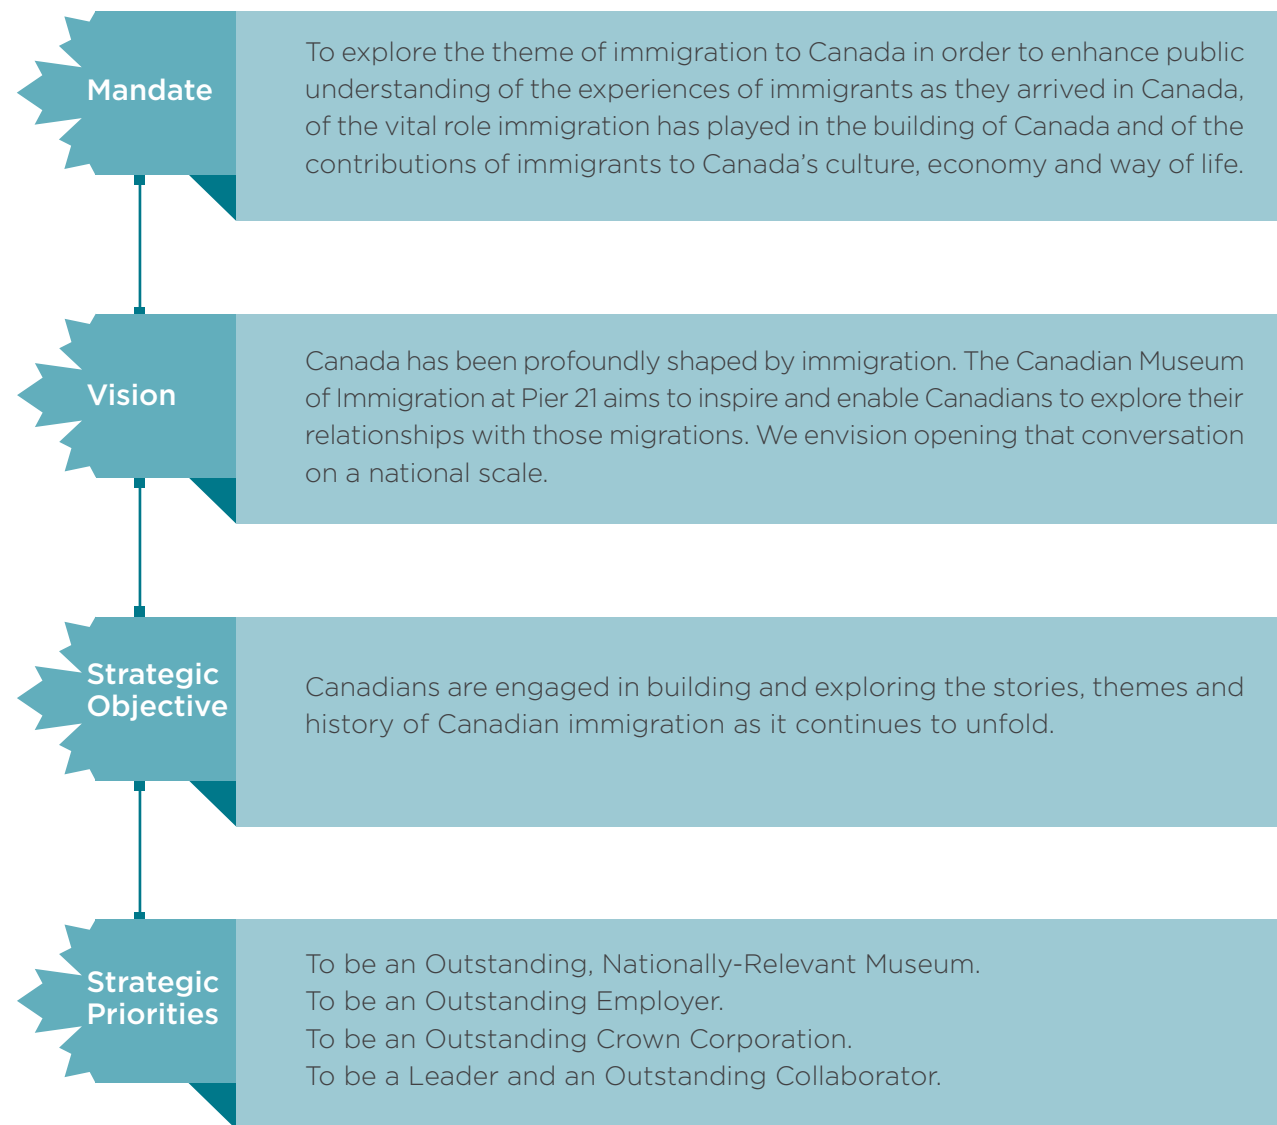 Mandate
To explore the theme of immigration to Canada in order to enhance public
understanding of the experiences of immigrants as they arrived in Canada,
of the vital role immigration has played in the building of Canada and of the
contributions of immigrants to Canada’s culture, economy and way of life.
Vision
Canada has been profoundly shaped by immigration. The Canadian Museum
of Immigration at Pier 21 aims to inspire and enable Canadians to explore their
relationships with those migrations. We envision opening that conversation
on a national scale.
Strategic
Objective
Canadians are engaged in building and exploring the stories, themes and
history of Canadian immigration as it continues to unfold.
Strategic
Priorities
To be an Outstanding, Nationally-Relevant Museum.
To be an Outstanding Employer.
To be an Outstanding Crown Corporation.
To be a Leader and an Outstanding Collaborator.